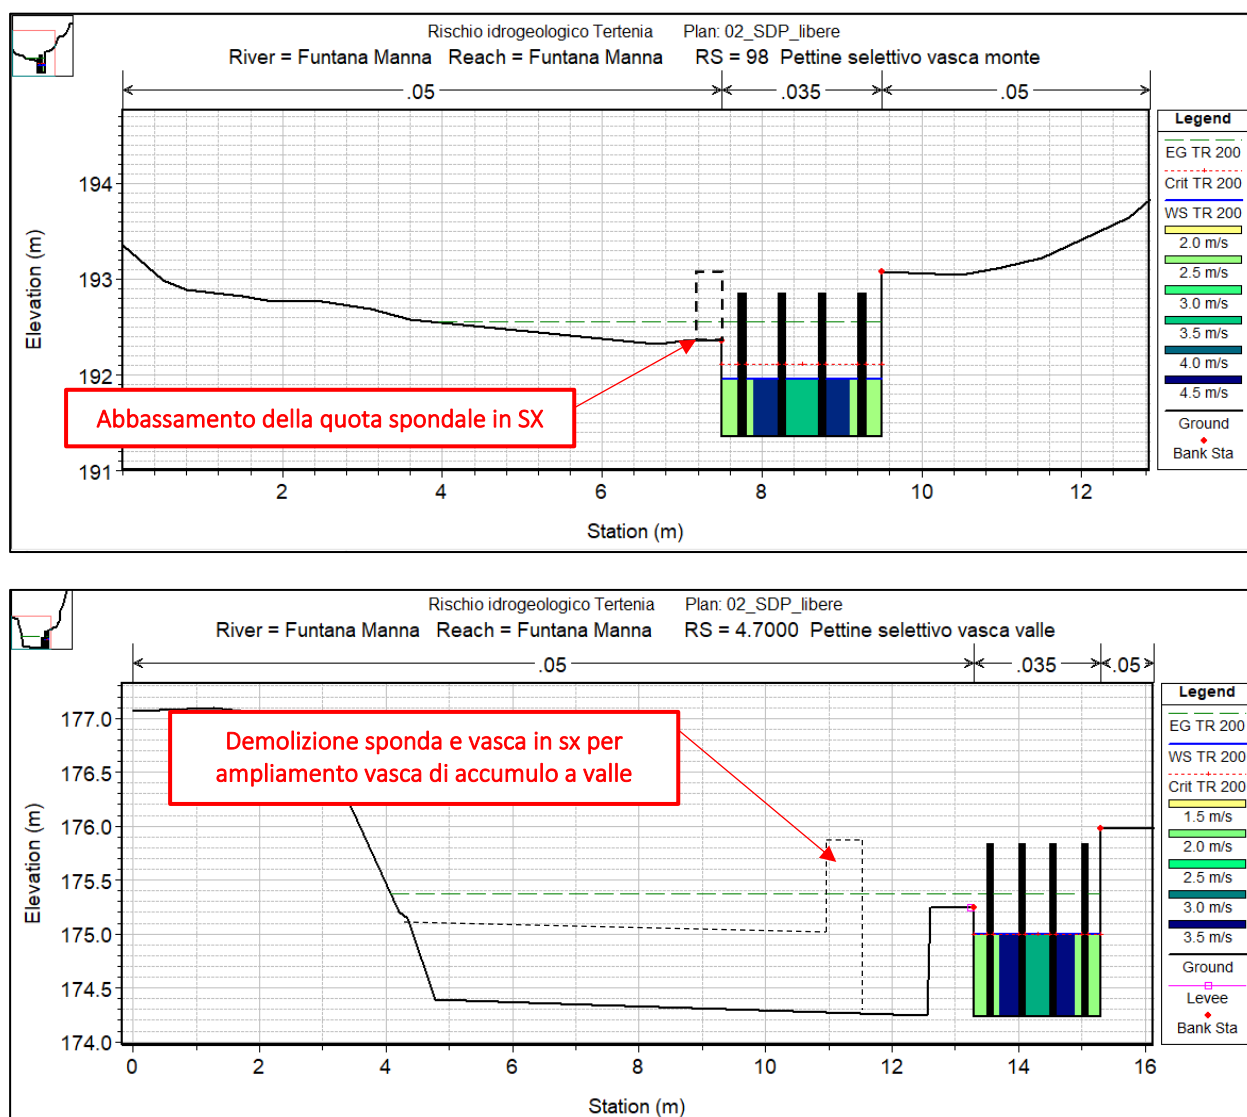 Rischio idrogeologico Tertenia Plan: 02_SDP_libere
River = Funtana Manna Reach = Funtana Manna RS = 98 Pettine selettivo vasca monte
.05 .035 .05
Legend
EG TR 200
Crit TR 200
WS TR 200
2.0 m/s
2.5 m/s
3.0 m/s
3.5 m/s
4.0 m/s
4.5 m/s
Ground
Bank Sta
Elevation (m)
194
193
192
191
Abbassamento della quota spondale in SX
2 4 6 8 10 12
Station (m)
Rischio idrogeologico Tertenia Plan: 02_SDP_libere
River = Funtana Manna Reach = Funtana Manna RS = 4.7000 Pettine selettivo vasca valle
.05 .035 .05
Legend
EG TR 200
WS TR 200
Crit TR 200
1.5 m/s
2.0 m/s
2.5 m/s
3.0 m/s
3.5 m/s
Ground
Levee
Bank Sta
Elevation (m)
177.0
176.5
176.0
175.5
175.0
174.5
174.0
Demolizione sponda e vasca in sx per
ampliamento vasca di accumulo a valle
0 2 4 6 8 10 12 14 16
Station (m)